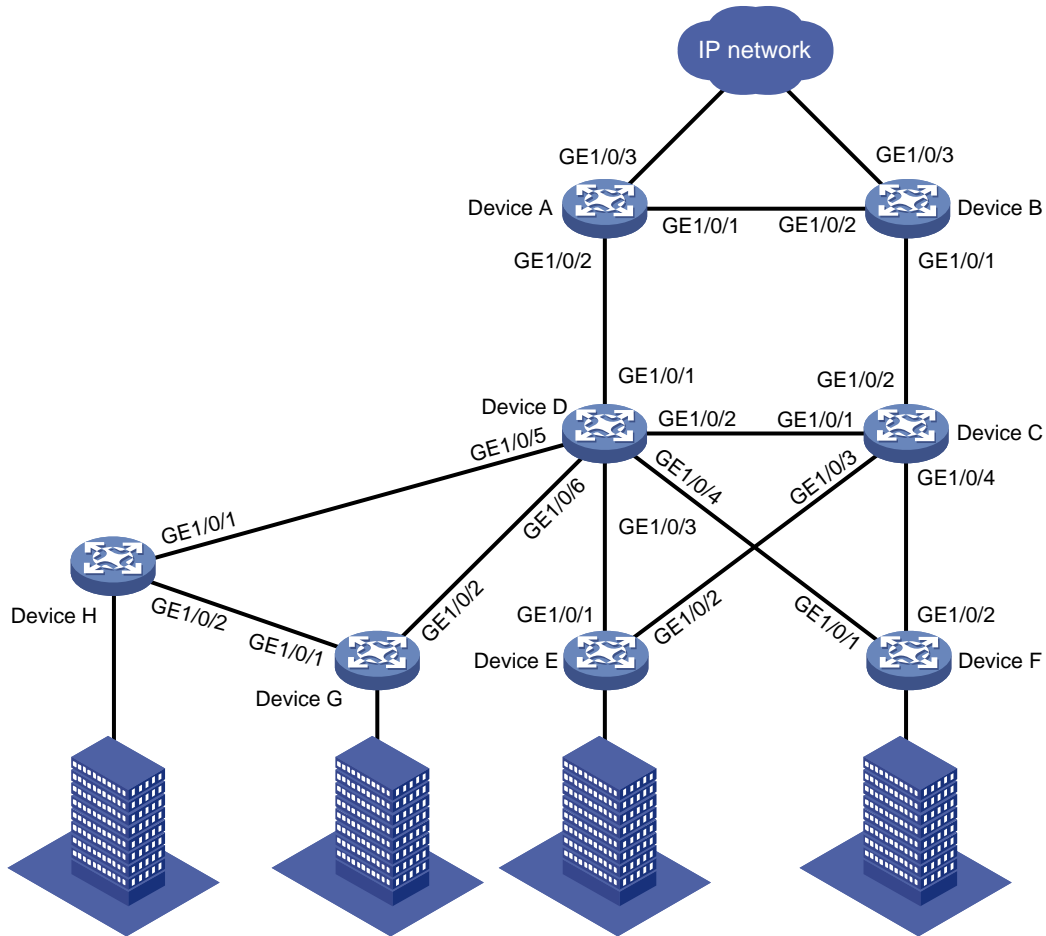 IP network
GE1/0/3
GE1/0/3
Device A
Device B
GE1/0/1
GE1/0/2
GE1/0/2
GE1/0/1
GE1/0/1
GE1/0/2
Device D
GE1/0/2
GE1/0/1
Device C
GE1/0/5
GE1/0/6
GE1/0/4
GE1/0/3
GE1/0/4
GE1/0/3
GE1/0/1
Device H
GE1/0/2
GE1/0/1
GE1/0/2
GE1/0/1
GE1/0/2
GE1/0/1
GE1/0/2
Device G
Device E
Device F